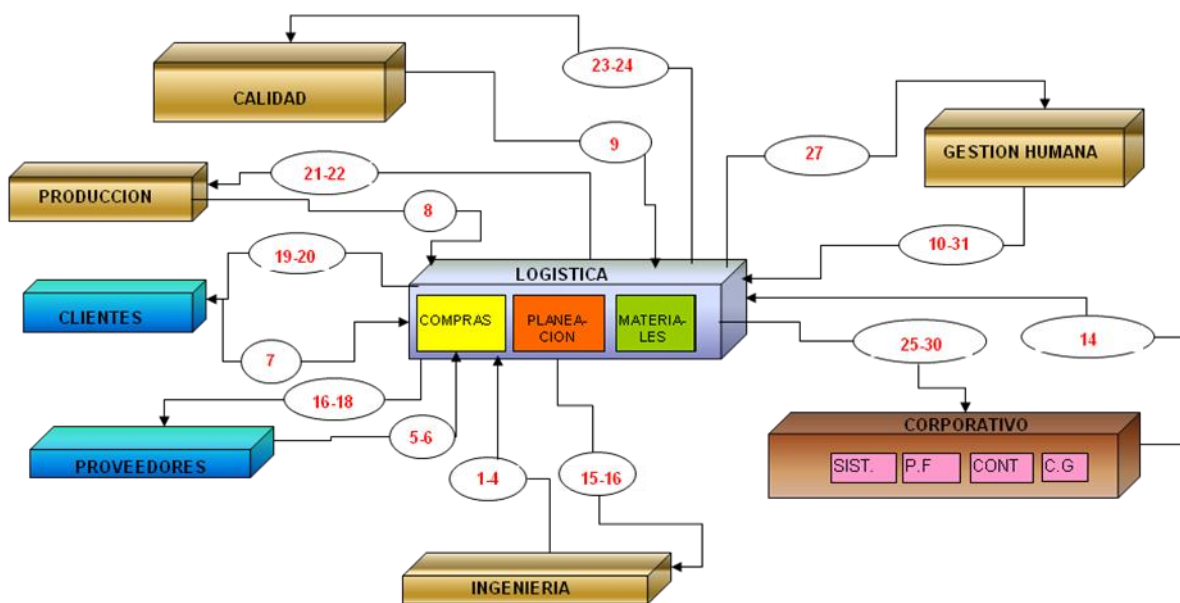 23-24
CALIDAD
9
27
GESTION HUMANA
21-22
PRODUCCION
8
10-31
19-20
LOGISTICA
CLIENTES
COMPRAS
PLANEA-
CION
MATERIA-
LES
7
25-30
14
16-18
5-6
PROVEEDORES
1-4
15-16
CORPORATIVO
SIST.
P.F
CONT
C.G
INGENIERIA